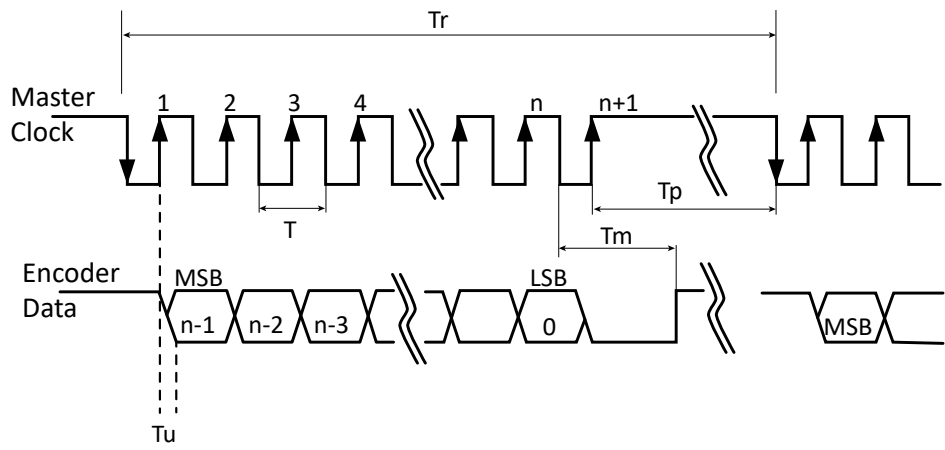 Tr
Master
Clock
1 2 3 4 n n+1
T
Tp
Tm
Encoder
Data
MSB LSB
n-1 n-2 n-3 0 MSB
Tu